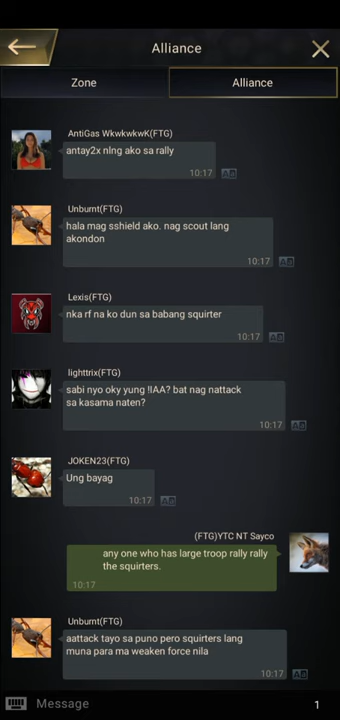 Alliance
Zone
Alliance
AntiGas WkwkwkwK(FTG)
antay2x nlng ako sa rally
10:17
Unburnt(FTG)
hala mag sshield ako. nag scout lang
akondon
10:17
Lexis(FTG)
nka rf na ko dun sa babang squirter
10:17
lighttrix(FTG)
sabi nyo oky yung !IAA? bat nag nattack
sa kasama naten?
10:17
JOKEN23(FTG)
Ung bayag
10:17
(FTG)YTC NT Sayco
any one who has large troop rally rally
the squirters.
10:17
Unburnt(FTG)
aattack tayo sa puno pero squirters lang
muna para ma weaken force nila
10:17
Message
1